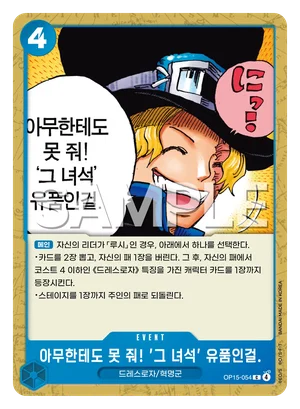 4
아무한테도
못 줘!
'그 녀석'
유품인걸.
にっ!
SAMPLE
메인 자신의 리더가 「루시」인 경우, 아래에서 하나를 선택한다.
•카드를 2장 뽑고, 자신의 패 1장을 버린다. 그 후, 자신의 패에서
코스트 4 이하인 《드레스로자》 특징을 가진 캐릭터 카드를 1장까지
등장시킨다.
•스테이지를 1장까지 주인의 패로 되돌린다.
EVENT
OP15-054
아무한테도 못 줘! '그 녀석' 유품인걸.
드레스로자/혁명군